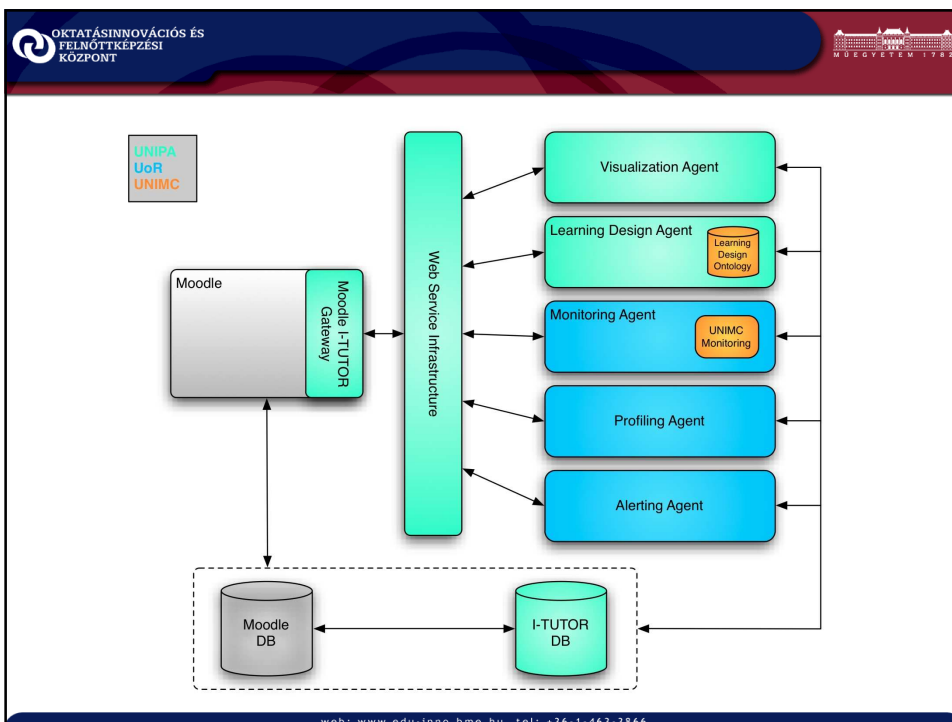 OKTATÁSINNOVÁCIÓS ÉS
FELNŐTTKÉPZÉSI
KÖZPONT
MŰEGYETEM 1782
UNIPA
UoR
UNIMC
Visualization Agent
Learning Design Agent
Learning
Design
Ontology
Moodle
Moodle I-TUTOR
Gateway
Web Service Infrastructure
Monitoring Agent
UNIMC
Monitoring
Profiling Agent
Alerting Agent
Moodle
DB
I-TUTOR
DB
web: www.edu-inno.bme.hu, tel: +36-1-463-3866